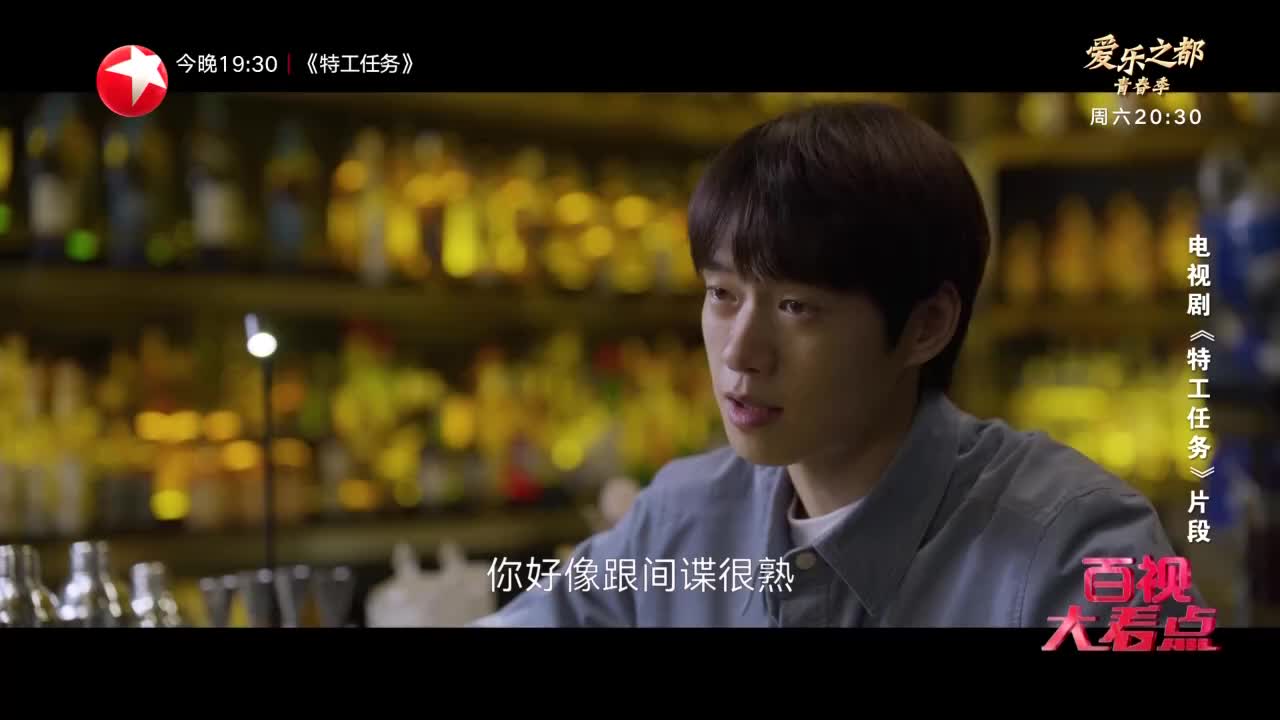 今晚19:30 | 《特工任务》
爱乐之都
青春季
周六20:30
电视剧《特工任务》片段
你好像跟间谍很熟
百视
大看点